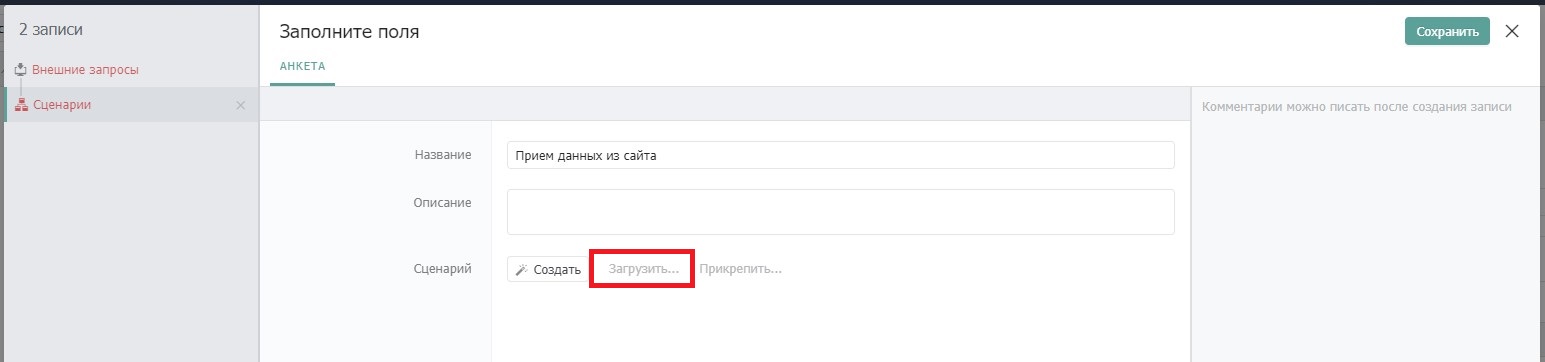 2 записи
Внешние запросы
Сценарии
Заполните поля
Сохранить
АНКЕТА
Комментарии можно писать после создания записи
Название
Прием данных из сайта
Описание
Сценарий
Создать
Загрузить...
Прикрепить...